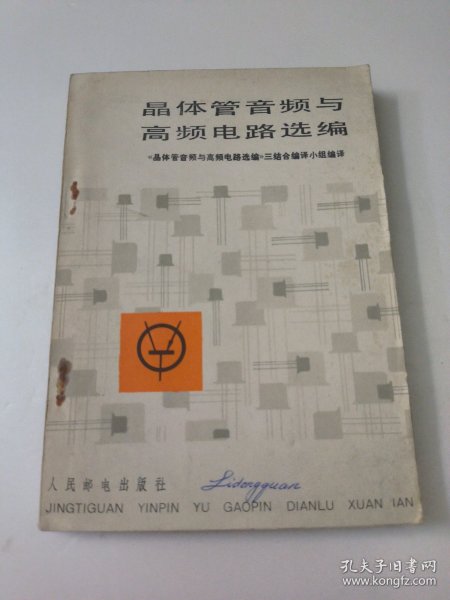 晶体管音频与
高频电路选编
《晶体管音频与高频电路选编》三结合编译小组编译
人民邮电出版社
Lidongquan
JINGTIGUAN YINPIN YU GAOPIN DIANLU XUAN IAN
孔夫子旧书网
www.kongfz.com